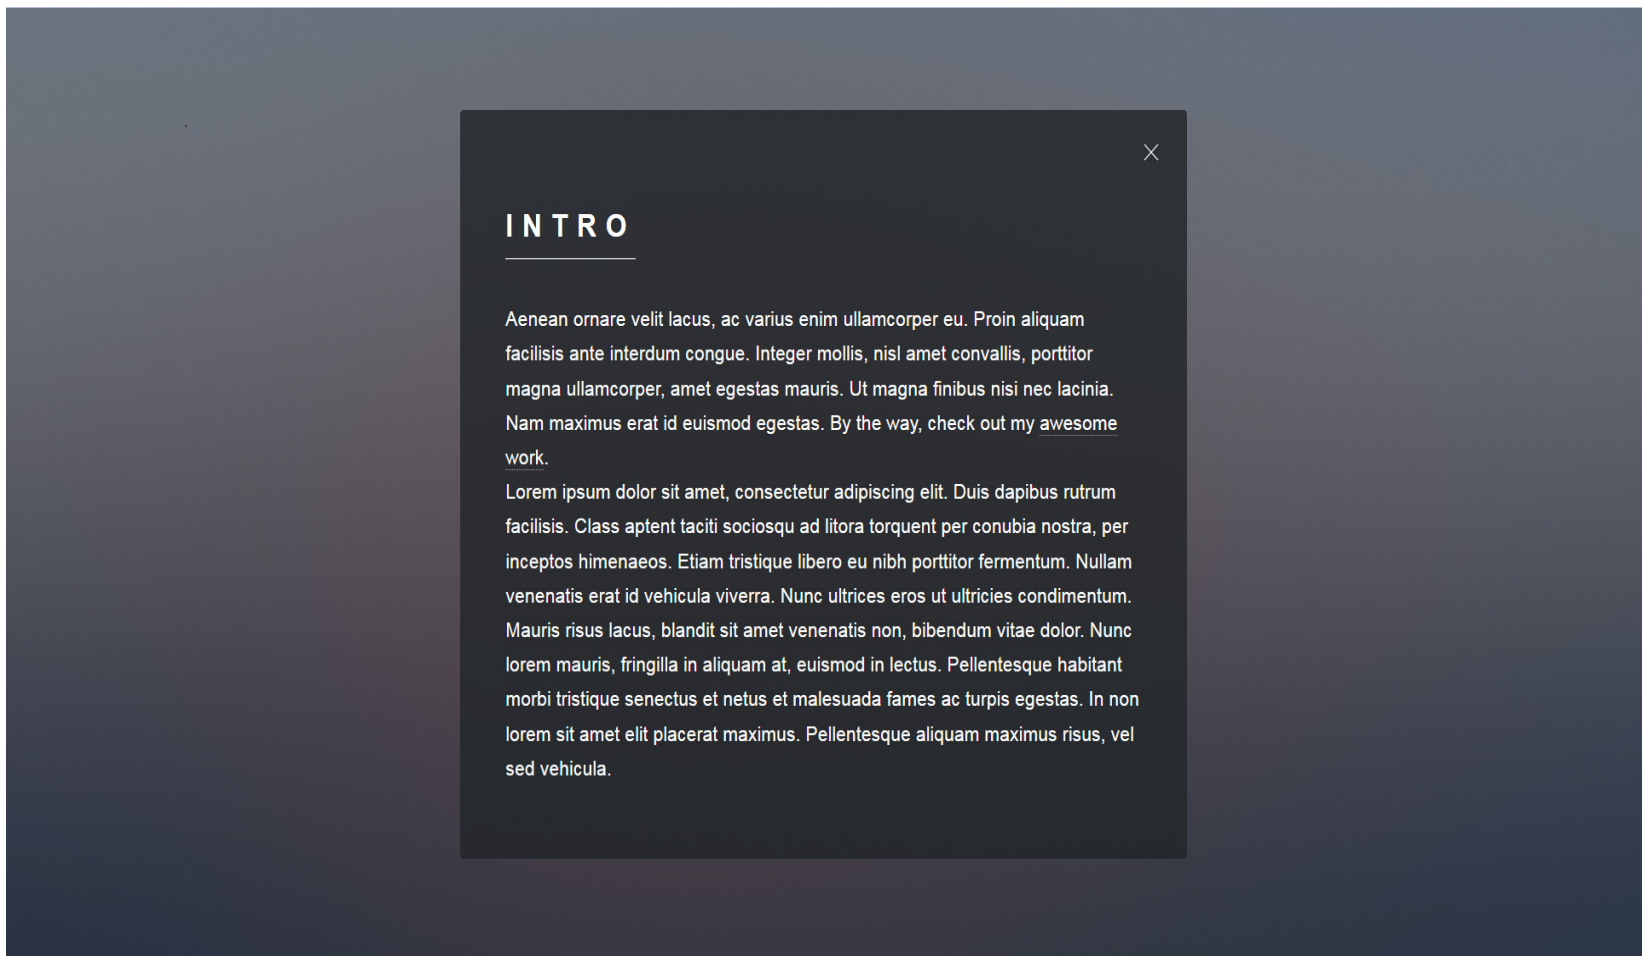 INTRO
Aenean ornare velit lacus, ac varius enim ullamcorper eu. Proin aliquam
facilisis ante interdum congue. Integer mollis, nisl amet convallis, porttitor
magna ullamcorper, amet egestas mauris. Ut magna finibus nisi nec lacinia.
Nam maximus erat id euismod egestas. By the way, check out my awesome
work.
Lorem ipsum dolor sit amet, consectetur adipiscing elit. Duis dapibus rutrum
facilisis. Class aptent taciti sociosqu ad litora torquent per conubia nostra, per
inceptos himenaeos. Etiam tristique libero eu nibh porttitor fermentum. Nullam
venenatis erat id vehicula viverra. Nunc ultrices eros ut ultricies condimentum.
Mauris risus lacus, blandit sit amet venenatis non, bibendum vitae dolor. Nunc
lorem mauris, fringilla in aliquam at, euismod in lectus. Pellentesque habitant
morbi tristique senectus et netus et malesuada fames ac turpis egestas. In non
lorem sit amet elit placerat maximus. Pellentesque aliquam maximus risus, vel
sed vehicula.